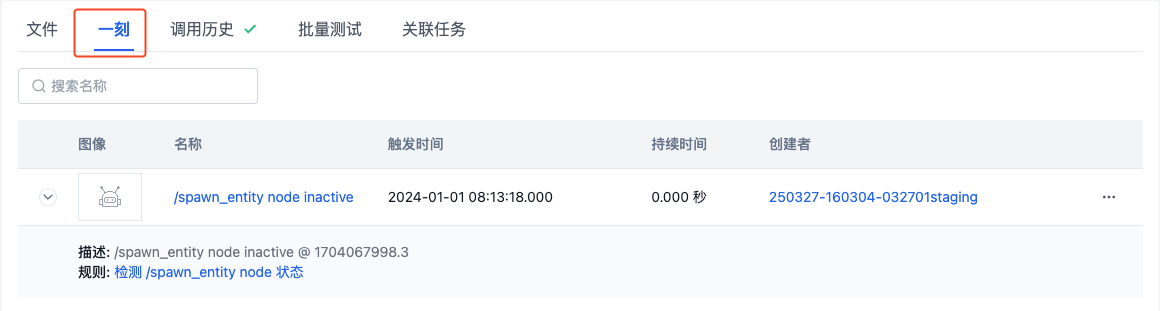 文件 一刻 调用历史 批量测试 关联任务
搜索名称
图像 名称 触发时间 持续时间 创建者
/spawn_entity node inactive 2024-01-01 08:13:18.000 0.000 秒 250327-160304-032701staging
描述: /spawn_entity node inactive @ 1704067998.3
规则: 检测 /spawn_entity node 状态